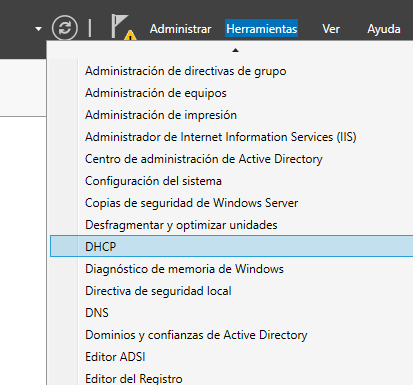 Administrar Herramientas Ver Ayuda
Administración de directivas de grupo
Administración de equipos
Administración de impresión
Administrador de Internet Information Services (IIS)
Centro de administración de Active Directory
Configuración del sistema
Copias de seguridad de Windows Server
Desfragmentar y optimizar unidades
DHCP
Diagnóstico de memoria de Windows
Directiva de seguridad local
DNS
Dominios y confianzas de Active Directory
Editor ADSI
Editor del Registro